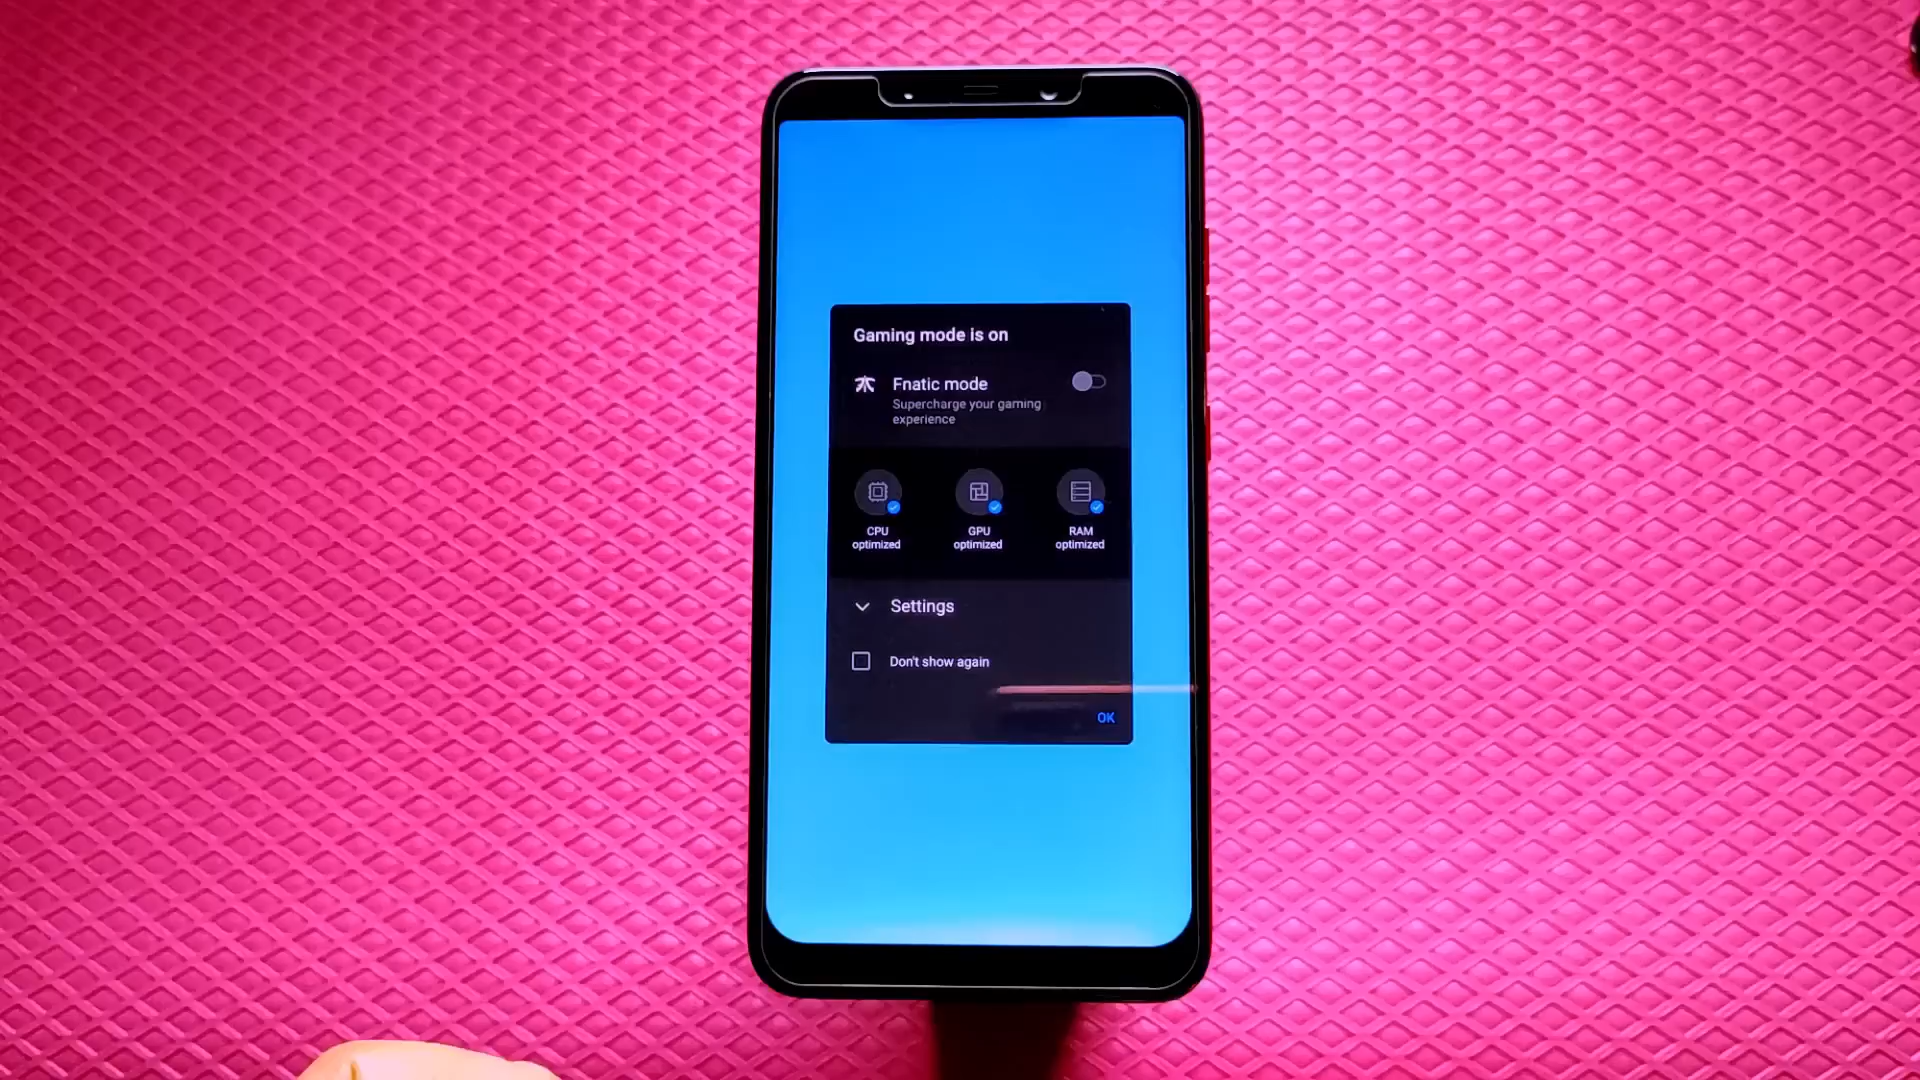 Gaming mode is on
Fnatic mode
Supercharge your gaming
experience
CPU
optimized
GPU
optimized
RAM
optimized
Settings
Don't show again
OK